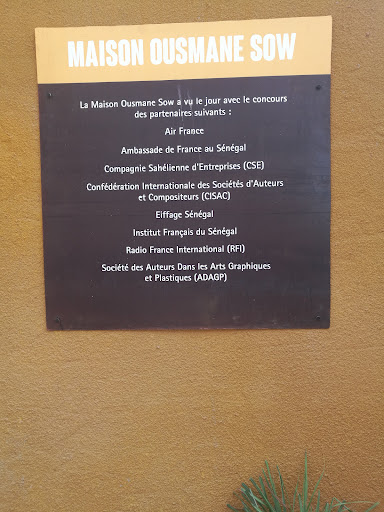 MAISON OUSMANE SOW
La Maison Ousmane Sow a vu le jour avec le concours
des partenaires suivants :
Air France
Ambassade de France au Sénégal
Compagnie Sahélienne d'Entreprises (CSE)
Confédération Internationale des Sociétés d'Auteurs
et Compositeurs (CISAC)
Eiffage Sénégal
Institut Français du Sénégal
Radio France International (RFI)
Société des Auteurs Dans les Arts Graphiques
et Plastiques (ADAGP)